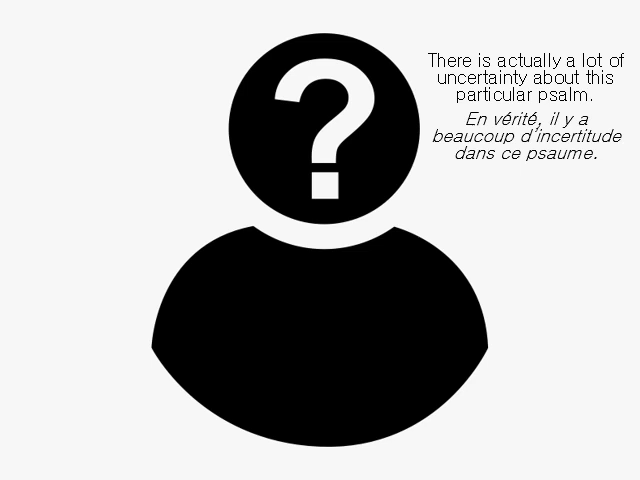 There is actually a lot of
uncertainty about this
particular psalm.
En vérité, il y a
beaucoup d'incertitude
dans ce psaume.
?